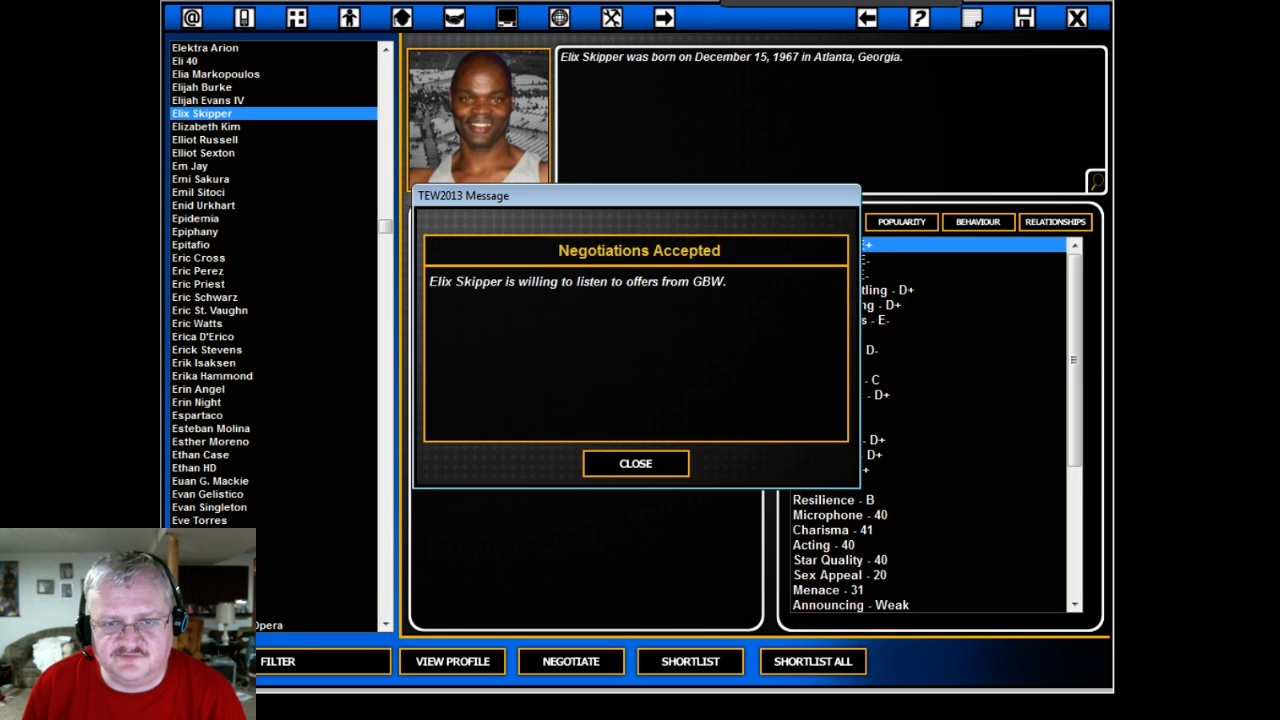 Elektra Arion
Eli 40
Elia Markopoulos
Elijah Burke
Elijah Evans IV
Elix Skipper
Elizabeth Kim
Elliot Russell
Elliot Sexton
Em Jay
Emi Sakura
Emil Sitoci
Enid Urkhart
Epidemia
Epiphany
Epitafio
Eric Cross
Eric Perez
Eric Priest
Eric Schwarz
Eric St. Vaughn
Eric Watts
Erica D'Erico
Erick Stevens
Erik Isaksen
Erika Hammond
Erin Angel
Erin Night
Espartaco
Esteban Molina
Esther Moreno
Ethan Case
Ethan HD
Euan G. Mackie
Evan Gelistico
Evan Singleton
Eve Torres
Opera
FILTER
Elix Skipper was born on December 15, 1967 in Atlanta, Georgia.
TEW2013 Message
Negotiations Accepted
Elix Skipper is willing to listen to offers from GBW.
CLOSE
POPULARITY BEHAVIOUR RELATIONSHIPS
E-
E-
tling - D+
ng - D+
s - E-
D-
- C
- D+
- D+
D+
+
Resilience - B
Microphone - 40
Charisma - 41
Acting - 40
Star Quality - 40
Sex Appeal - 20
Menace - 31
Announcing - Weak
VIEW PROFILE NEGOTIATE SHORTLIST SHORTLIST ALL